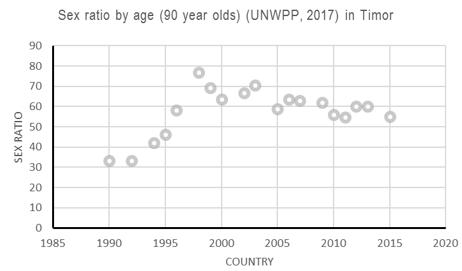 Sex ratio by age (90 year olds) (UNWPP, 2017) in Timor
90
80
70
60
50
40
30
20
10
0
SEX RATIO
1985 1990 1995 2000 2005 2010 2015 2020
COUNTRY